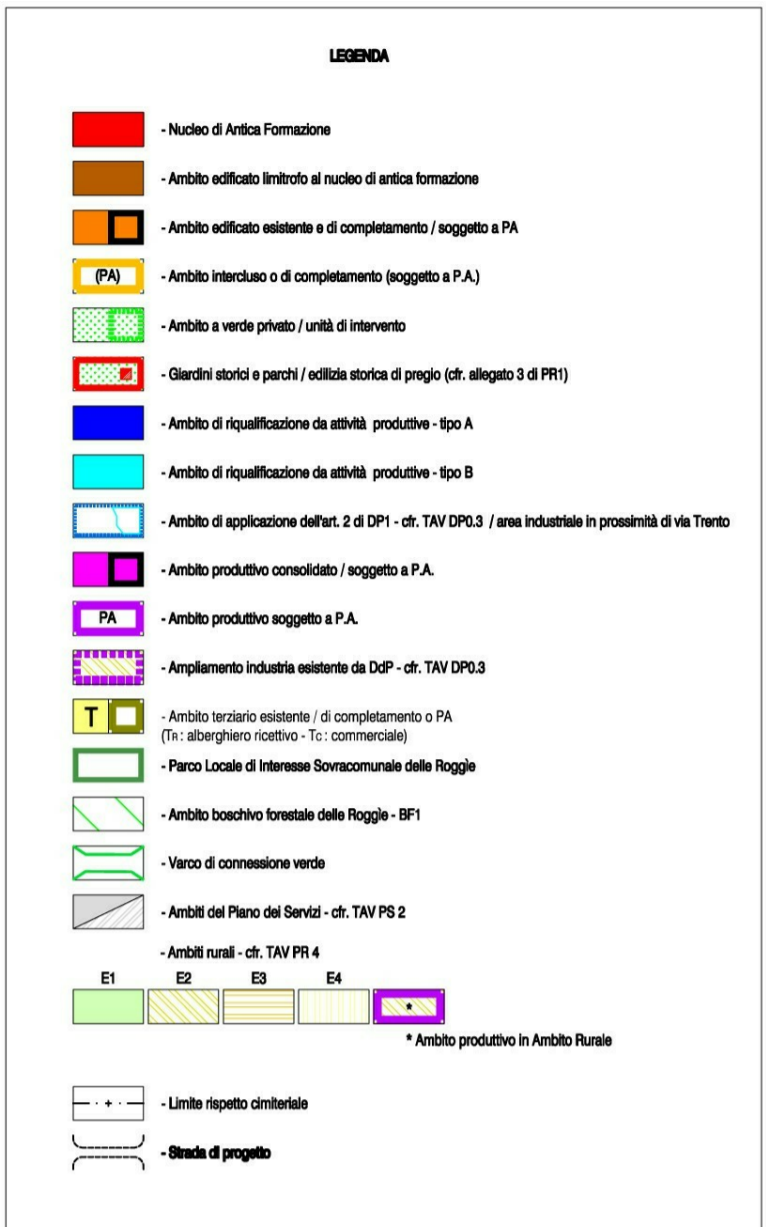 LEGENDA
- Nucleo di Antica Formazione
- Ambito edificato limitrofo al nucleo di antica formazione
- Ambito edificato esistente e di completamento / soggetto a PA
(PA) - Ambito intercluso o di completamento (soggetto a P.A.)
- Ambito a verde privato / unità di intervento
- Giardini storici e parchi / edilizia storica di pregio (cfr. allegato 3 di PR1)
- Ambito di riqualificazione da attività produttive - tipo A
- Ambito di riqualificazione da attività produttive - tipo B
- Ambito di applicazione dell'art. 2 di DP1 - cfr. TAV DP0.3 / area industriale in prossimità di via Trento
- Ambito produttivo consolidato / soggetto a P.A.
PA - Ambito produttivo soggetto a P.A.
- Ampliamento industria esistente da DdP - cfr. TAV DP0.3
T - Ambito terziario esistente / di completamento o PA
(TR : alberghiero ricettivo - TC : commerciale)
- Parco Locale di Interesse Sovracomunale delle Roggìe
- Ambito boschivo forestale delle Roggìe - BF1
- Varco di connessione verde
- Ambiti del Piano dei Servizi - cfr. TAV PS 2
- Ambiti rurali - cfr. TAV PR 4
E1 E2 E3 E4
*
* Ambito produttivo in Ambito Rurale
- Limite rispetto cimiteriale
- Strada di progetto